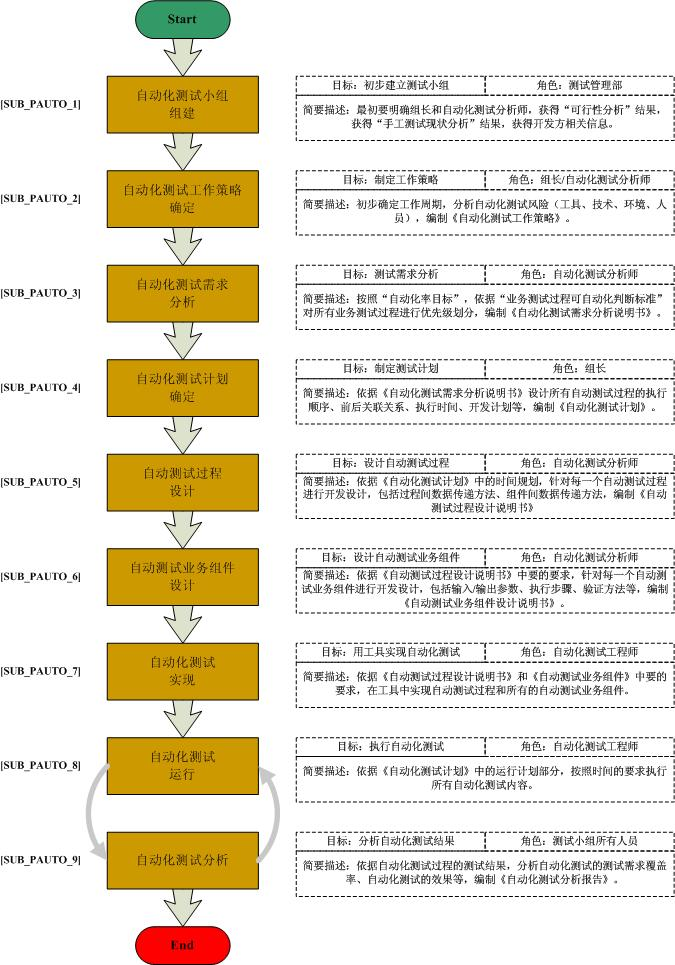 Start
[SUB_PAUTO_1]
自动化测试小组
组建
目标：初步建立测试小组
角色：测试管理部
简要描述：最初要明确组长和自动化测试分析师，获得“可行性分析”结果，
获得“手工测试现状分析”结果，获得开发方相关信息。
[SUB_PAUTO_2]
自动化测试工作策略
确定
目标：制定工作策略
角色：组长/自动化测试分析师
简要描述：初步确定工作周期，分析自动化测试风险（工具、技术、环境、人
员），编制《自动化测试工作策略》。
[SUB_PAUTO_3]
自动化测试需求
分析
目标：测试需求分析
角色：自动化测试分析师
简要描述：按照“自动化率目标”，依据“业务测试过程可自动化判断标准”
对所有业务测试过程进行优先级划分，编制《自动化测试需求分析说明书》。
[SUB_PAUTO_4]
自动化测试计划
确定
目标：制定测试计划
角色：组长
简要描述：依据《自动化测试需求分析说明书》设计所有自动测试过程的执行
顺序、前后关联关系、执行时间、开发计划等，编制《自动化测试计划》。
[SUB_PAUTO_5]
自动测试过程
设计
目标：设计自动测试过程
角色：自动化测试分析师
简要描述：依据《自动化测试计划》中的时间规划，针对每一个自动测试过程
进行开发设计，包括过程间数据传递方法、组件间数据传递方法，编制《自动
测试过程设计说明书》
[SUB_PAUTO_6]
自动测试业务组件
设计
目标：设计自动测试业务组件
角色：自动化测试分析师
简要描述：依据《自动测试过程设计说明书》中要的要求，针对每一个自动测
试业务组件进行开发设计，包括输入/输出参数、执行步骤、验证方法等，编制
《自动测试业务组件设计说明书》。
[SUB_PAUTO_7]
自动化测试
实现
目标：用工具实现自动化测试
角色：自动化测试工程师
简要描述：依据《自动测试过程设计说明书》和《自动测试业务组件》中要的
要求，在工具中实现自动测试过程和所有的自动测试业务组件。
[SUB_PAUTO_8]
自动化测试
运行
目标：执行自动化测试
角色：自动化测试工程师
简要描述：依据《自动测试计划》中的运行计划部分，按照时间的要求执行
所有自动化测试内容。
[SUB_PAUTO_9]
自动化测试分析
目标：分析自动化测试结果
角色：测试小组所有人员
简要描述：依据自动化测试过程的测试结果，分析自动化测试的测试需求覆盖
率、自动化测试的效果等，编制《自动化测试分析报告》。
End